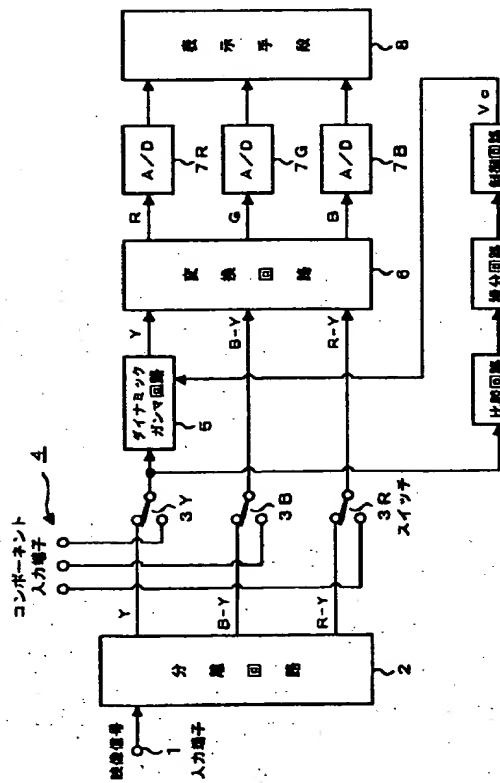 映像信号
1
入力端子
分離回路
2
Y
B-Y
R-Y
コンポーネント
入力端子
4
3Y
3B
3R
スイッチ
ダイナミック
ガンマ回路
5
Y
B-Y
R-Y
変換回路
6
R
G
B
A/D
7R
A/D
7G
A/D
7B
表示手段
8
比較回路
積分回路
制御回路
Vc